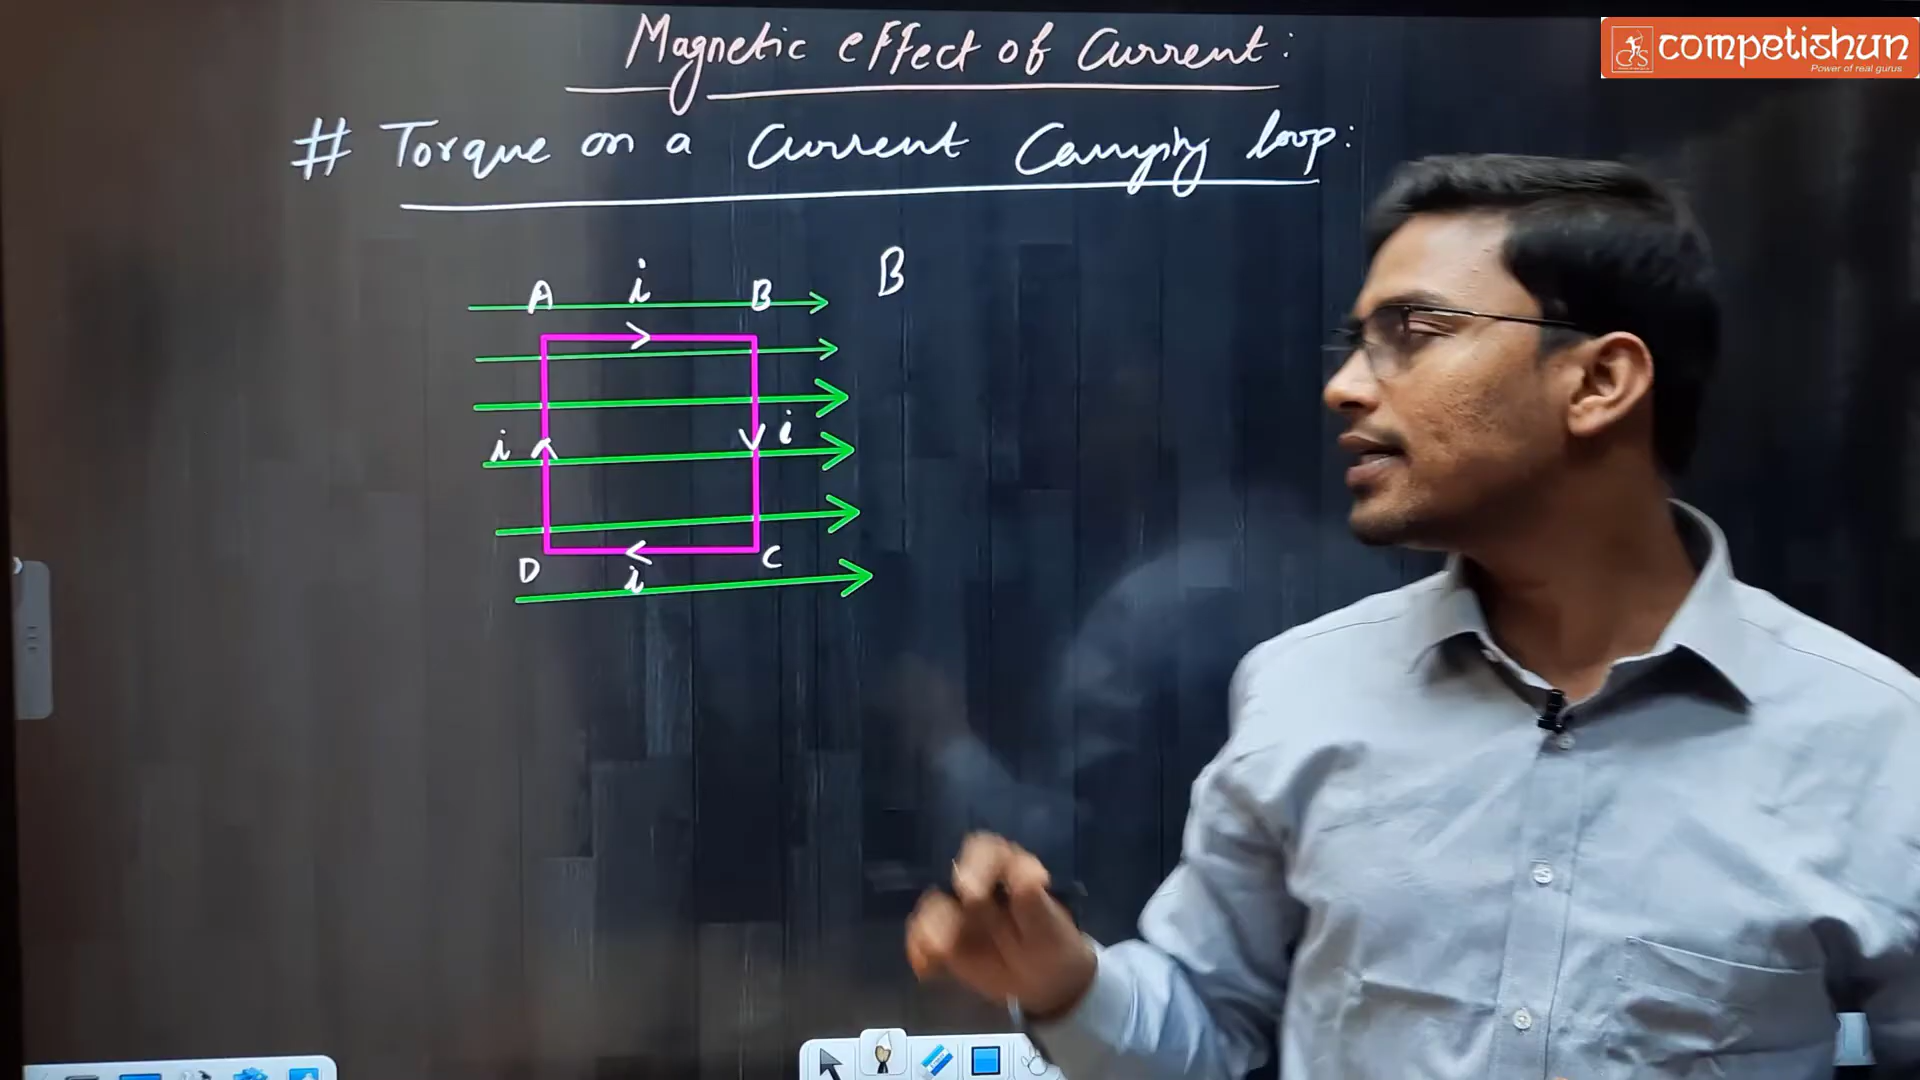 Magnetic effect of Current:
competishun
Power of real gurus
# Torque on a Current Carrying loop:
B
A i B
i i
D i C